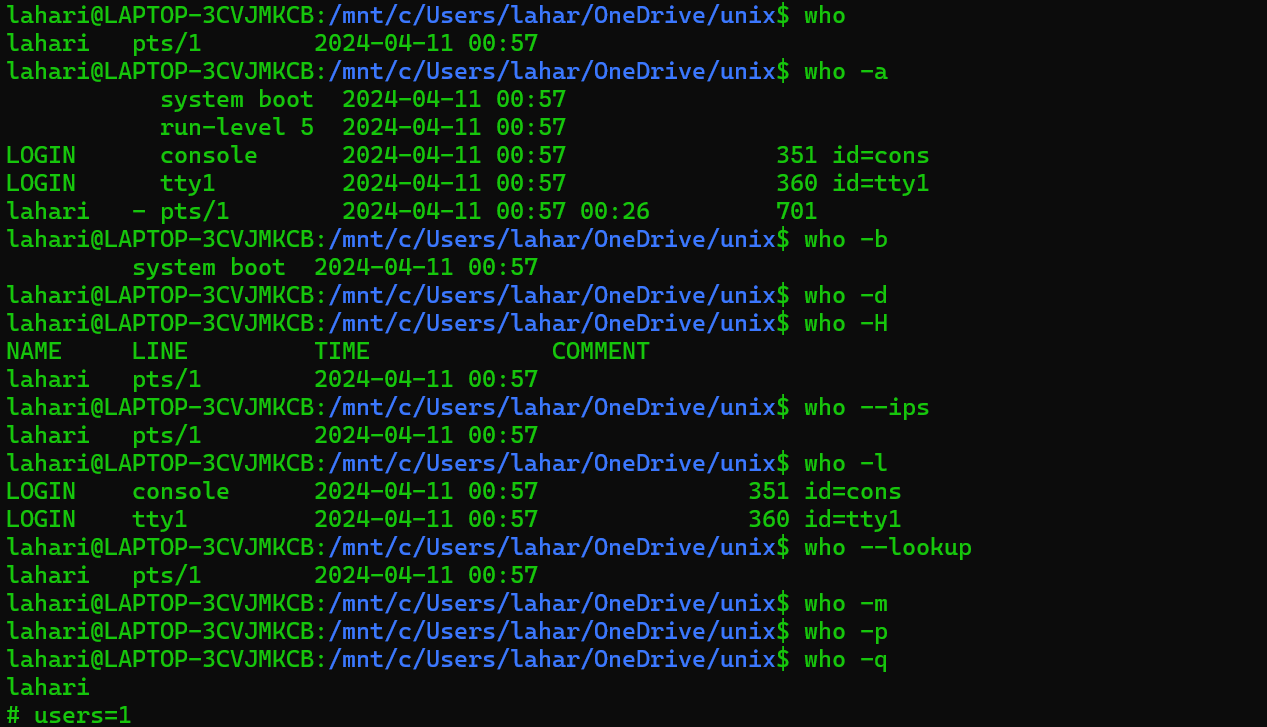 lahari@LAPTOP-3CVJMKCB:/mnt/c/Users/lahar/OneDrive/unix$ who
lahari   pts/1        2024-04-11 00:57
lahari@LAPTOP-3CVJMKCB:/mnt/c/Users/lahar/OneDrive/unix$ who -a
           system boot  2024-04-11 00:57
           run-level 5  2024-04-11 00:57
LOGIN      console      2024-04-11 00:57               351 id=cons
LOGIN      tty1         2024-04-11 00:57               360 id=tty1
lahari   - pts/1        2024-04-11 00:57 00:26         701
lahari@LAPTOP-3CVJMKCB:/mnt/c/Users/lahar/OneDrive/unix$ who -b
         system boot  2024-04-11 00:57
lahari@LAPTOP-3CVJMKCB:/mnt/c/Users/lahar/OneDrive/unix$ who -d
lahari@LAPTOP-3CVJMKCB:/mnt/c/Users/lahar/OneDrive/unix$ who -H
NAME     LINE         TIME             COMMENT
lahari   pts/1        2024-04-11 00:57
lahari@LAPTOP-3CVJMKCB:/mnt/c/Users/lahar/OneDrive/unix$ who --ips
lahari   pts/1        2024-04-11 00:57
lahari@LAPTOP-3CVJMKCB:/mnt/c/Users/lahar/OneDrive/unix$ who -l
LOGIN    console      2024-04-11 00:57               351 id=cons
LOGIN    tty1         2024-04-11 00:57               360 id=tty1
lahari@LAPTOP-3CVJMKCB:/mnt/c/Users/lahar/OneDrive/unix$ who --lookup
lahari   pts/1        2024-04-11 00:57
lahari@LAPTOP-3CVJMKCB:/mnt/c/Users/lahar/OneDrive/unix$ who -m
lahari@LAPTOP-3CVJMKCB:/mnt/c/Users/lahar/OneDrive/unix$ who -p
lahari@LAPTOP-3CVJMKCB:/mnt/c/Users/lahar/OneDrive/unix$ who -q
lahari
# users=1